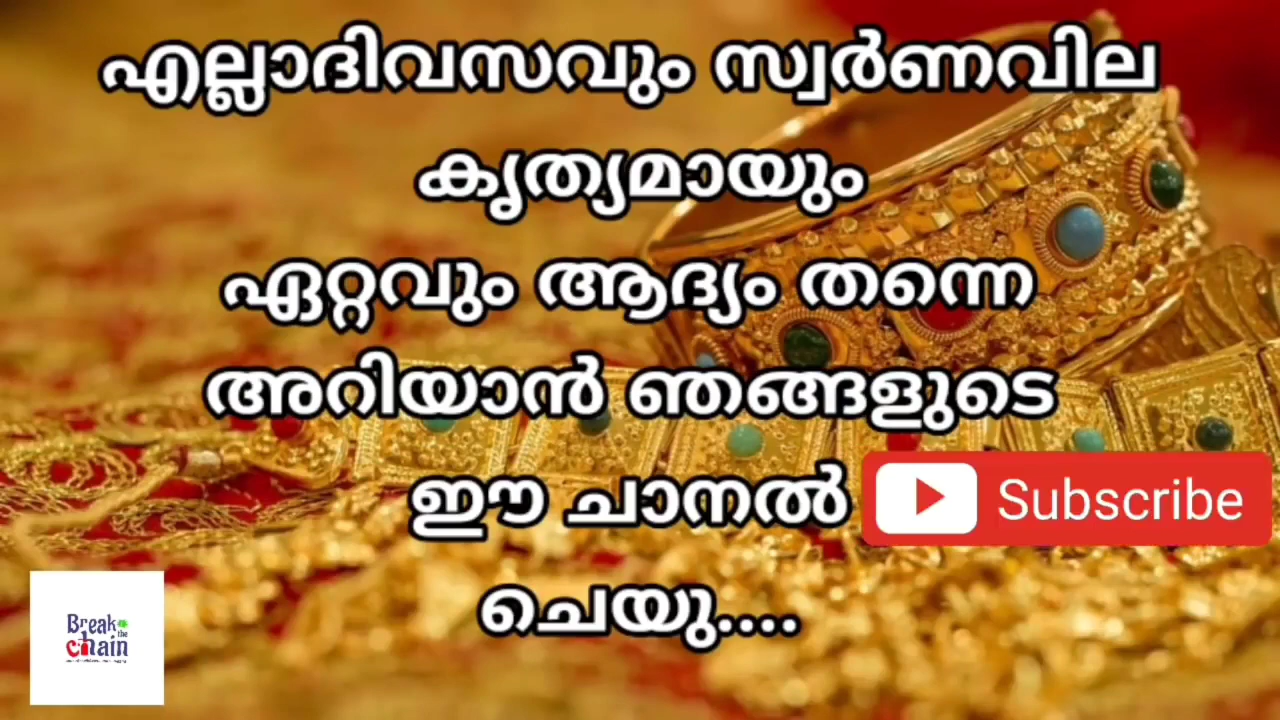 എല്ലാദിവസവും സ്വർണവില
കൃത്യമായും
ഏറ്റവും ആദ്യം തന്നെ
അറിയാൻ ഞങ്ങളുടെ
ഈ ചാനൽ Subscribe
ചെയു....
Break
the
chain